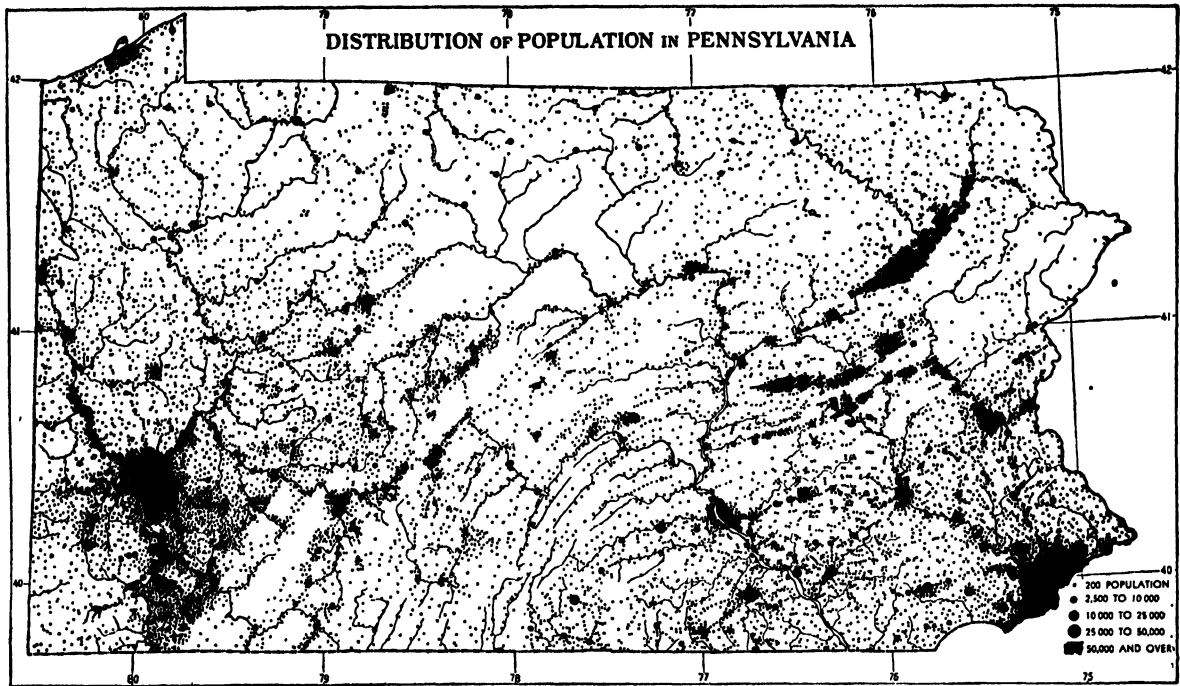 80 79 78 77 76 75
DISTRIBUTION OF POPULATION IN PENNSYLVANIA
42 42
41 41
40 40
200 POPULATION
2,500 TO 10 000
10 000 TO 25 000
25 000 TO 50,000
50,000 AND OVER
80 79 78 77 76 75